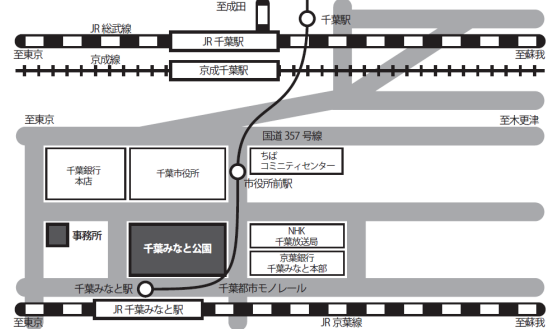 至成田
千葉駅
JR 総武線
JR 千葉駅
至東京
至蘇我
京成線
京成千葉駅
至東京
至木更津
国道 357 号線
千葉銀行
本店
千葉市役所
ちば
コミニティセンター
市役所前駅
事務所
千葉みなと公園
NHK
千葉放送局
京葉銀行
千葉みなと本部
千葉みなと駅
千葉都市モノレール
JR 千葉みなと駅
至東京
JR 京葉線
至蘇我